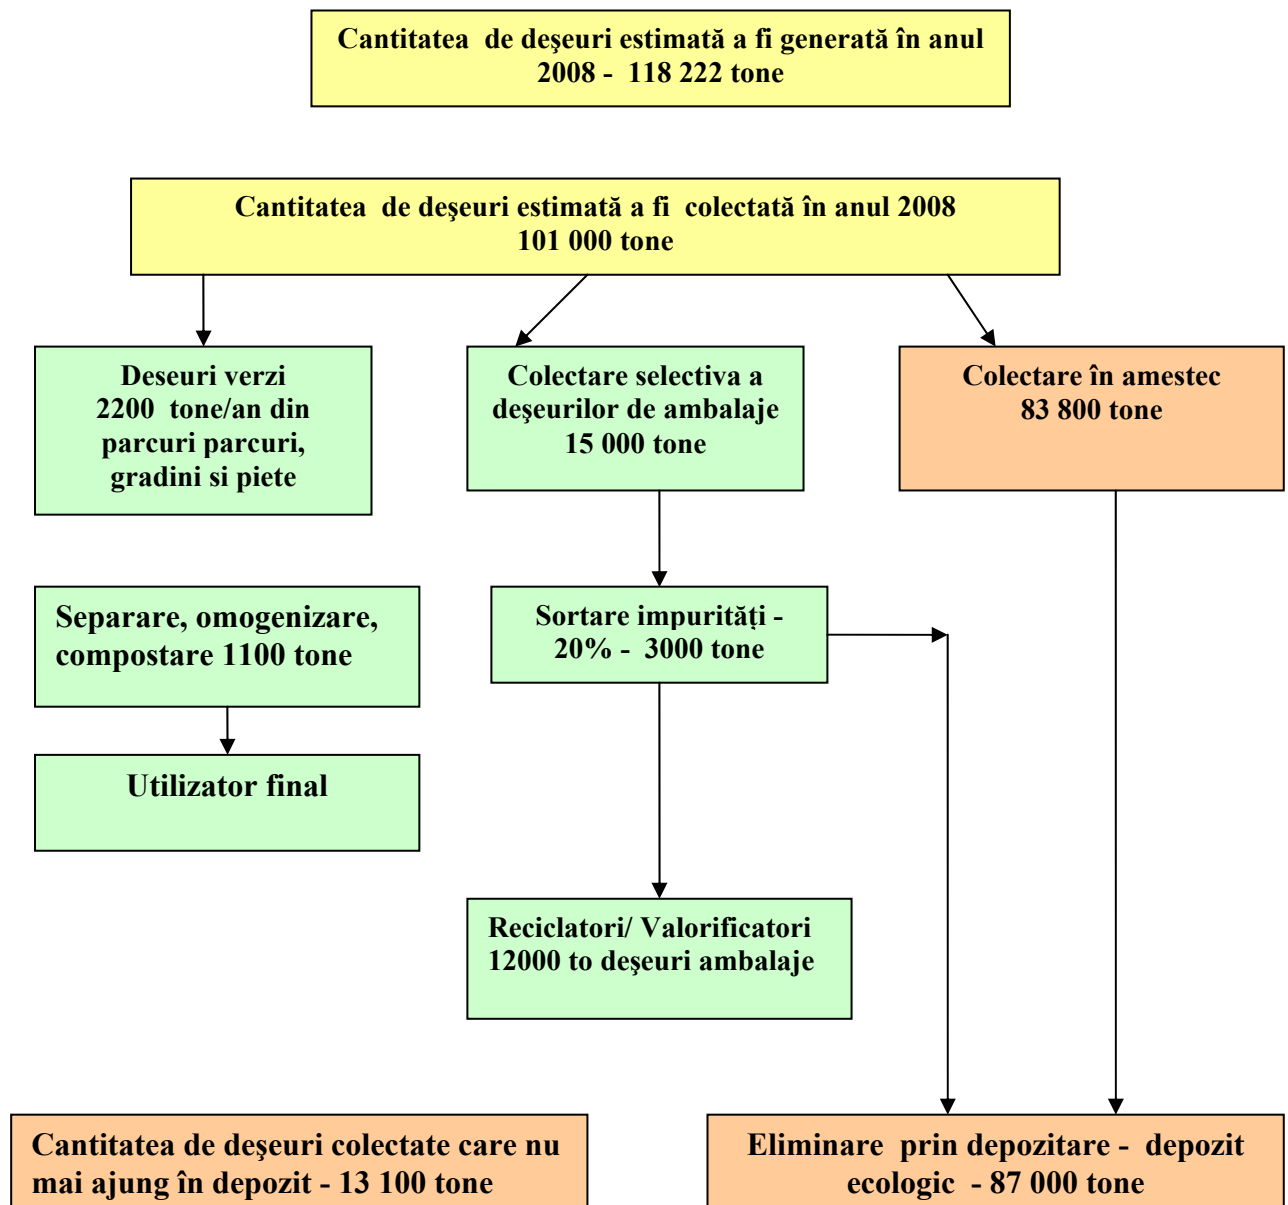 Cantitatea de deşeuri estimată a fi generată în anul
2008 - 118 222 tone
Cantitatea de deşeuri estimată a fi colectată în anul 2008
101 000 tone
Deseuri verzi
2200 tone/an din
parcuri parcuri,
gradini si piete
Colectare selectiva a
deşeurilor de ambalaje
15 000 tone
Colectare în amestec
83 800 tone
Separare, omogenizare,
compostare 1100 tone
Sortare impurități -
20% - 3000 tone
Utilizator final
Reciclatori/ Valorificatori
12000 to deşeuri ambalaje
Cantitatea de deşeuri colectate care nu
mai ajung în depozit - 13 100 tone
Eliminare prin depozitare - depozit
ecologic - 87 000 tone